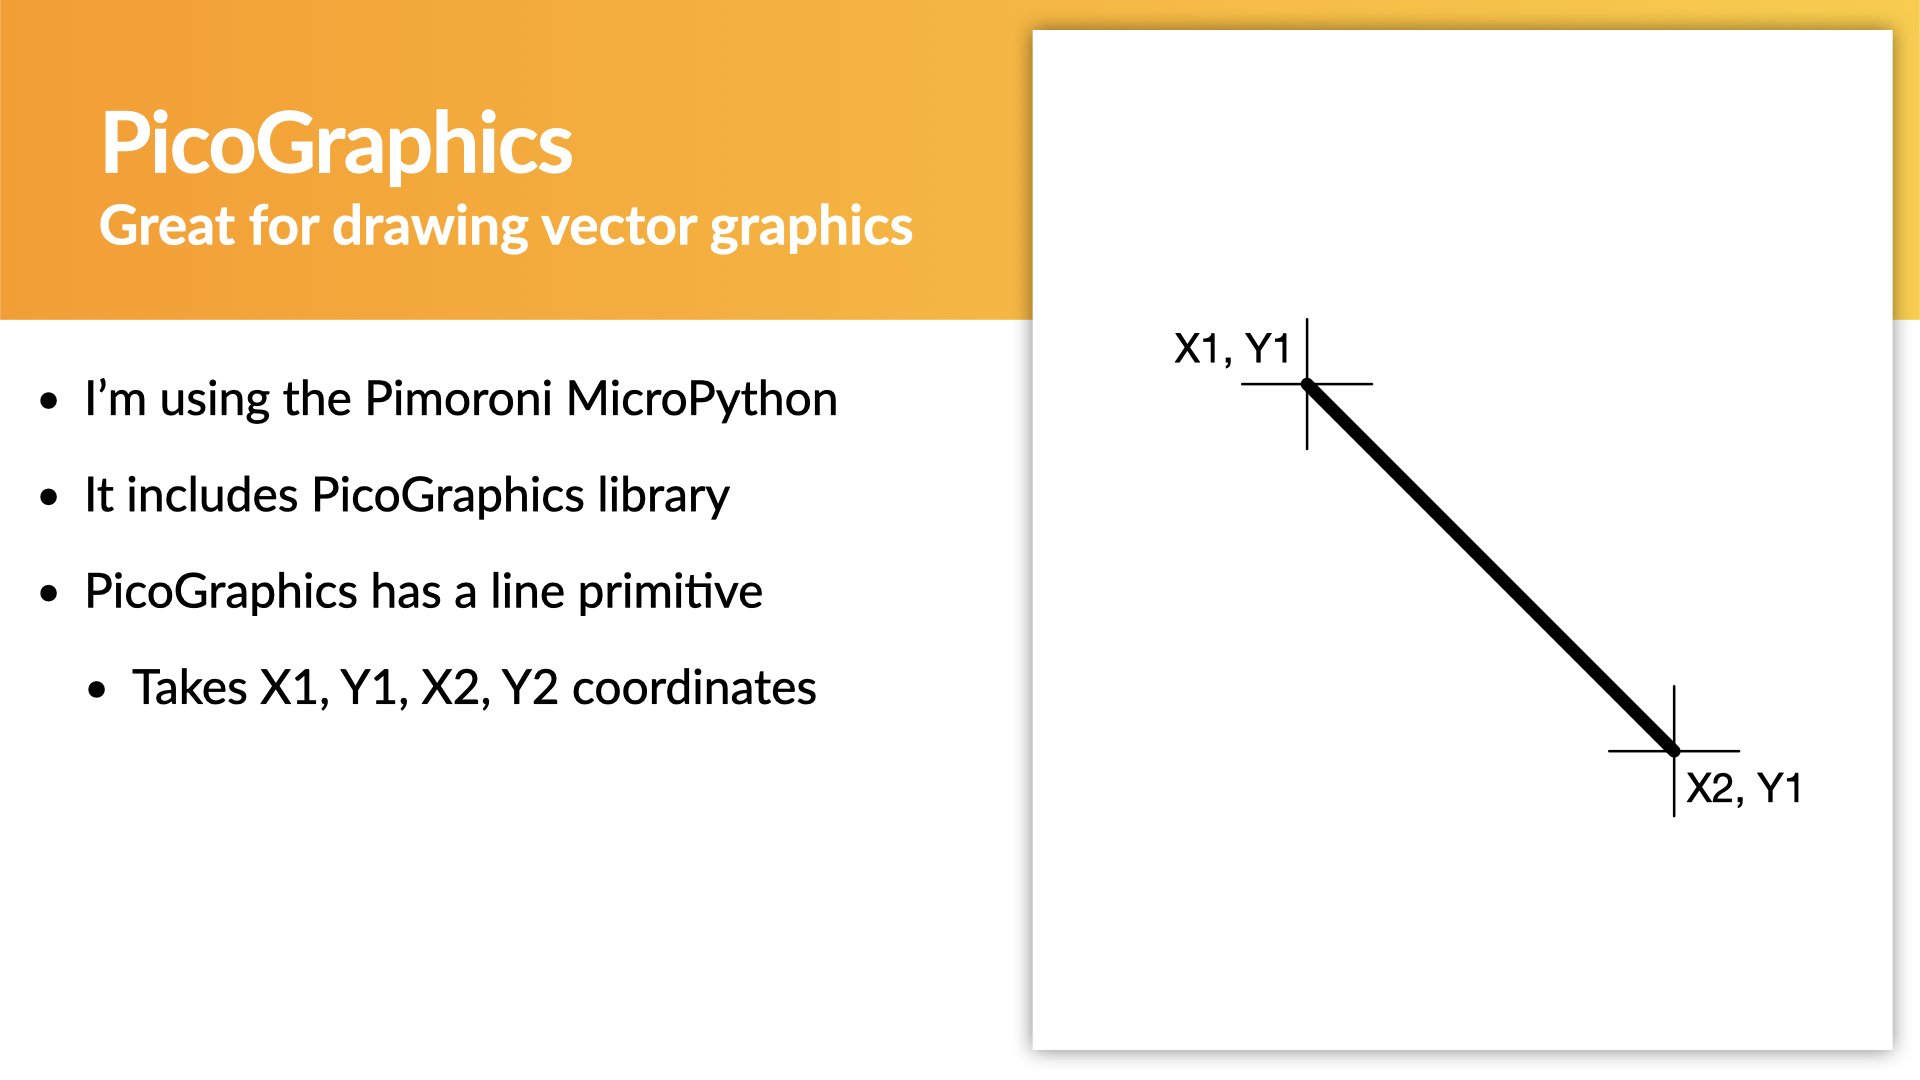 PicoGraphics
Great for drawing vector graphics
• I’m using the Pimoroni MicroPython
• It includes PicoGraphics library
• PicoGraphics has a line primitive
• Takes X1, Y1, X2, Y2 coordinates
X1, Y1
X2, Y1